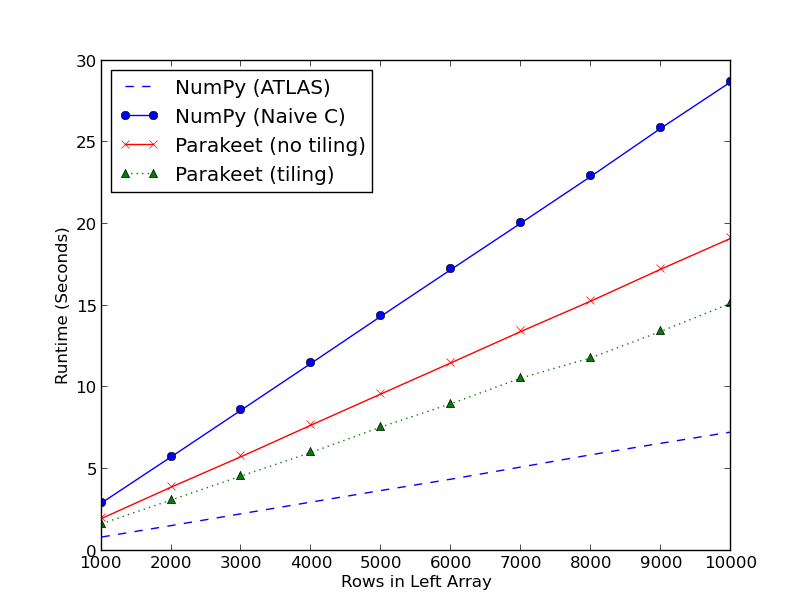 30
25
20
15
10
5
0
NumPy (ATLAS)
NumPy (Naive C)
Parakeet (no tiling)
Parakeet (tiling)
Runtime (Seconds)
1000 2000 3000 4000 5000 6000 7000 8000 9000 10000
Rows in Left Array